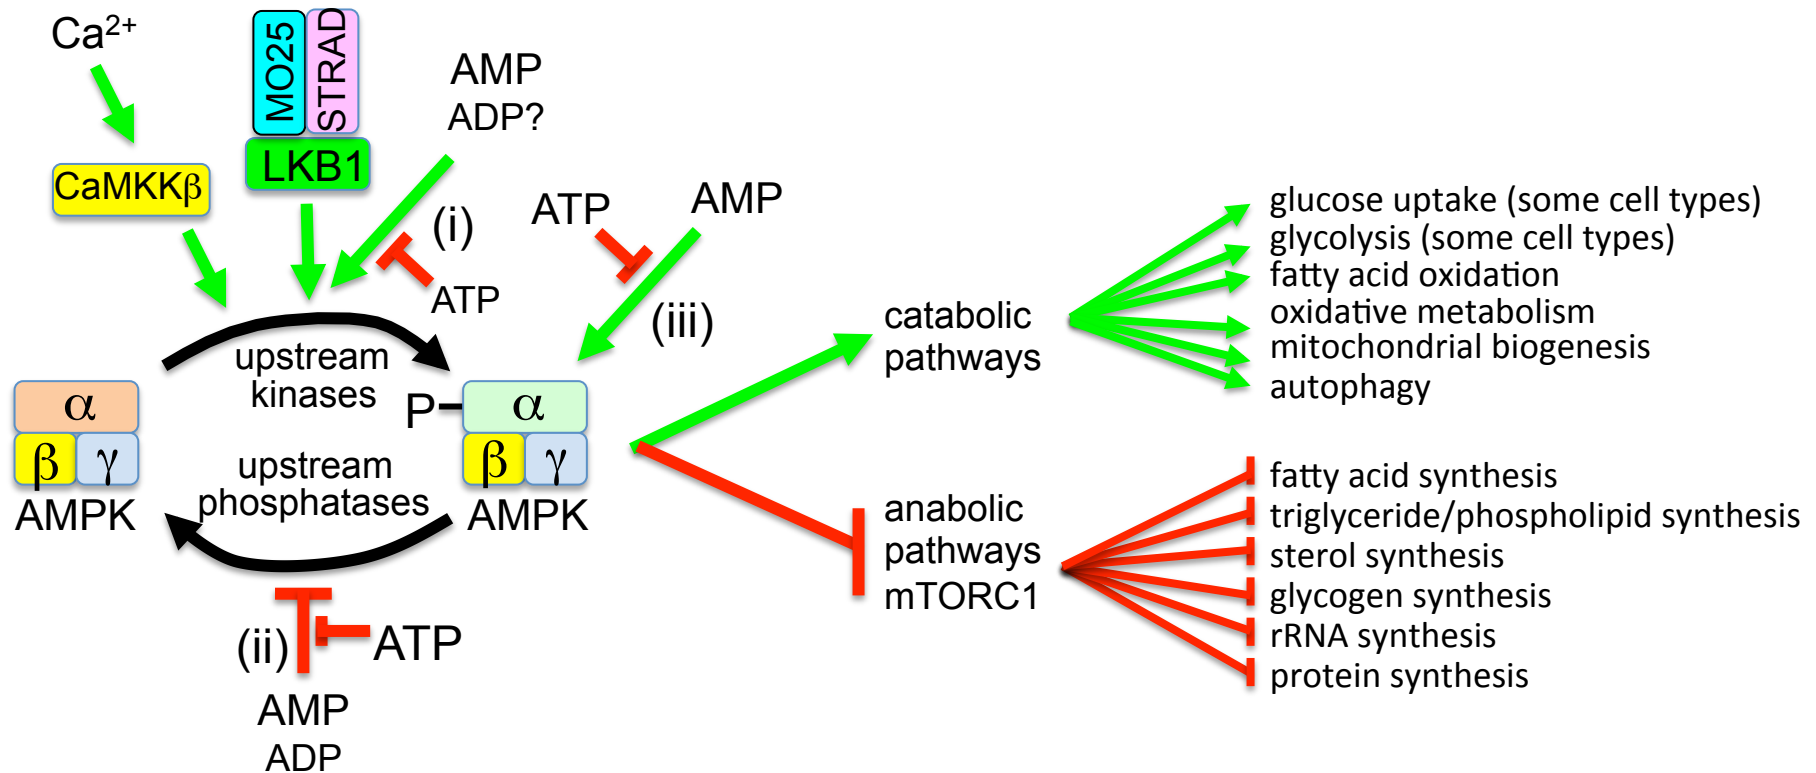 Ca²⁺
MO25
STRAD
LKB1
CaMKKβ
AMP
ADP?
(i)
ATP
ATP
AMP
(iii)
upstream
kinases
α
β γ
AMPK
P
α
β γ
AMPK
upstream
phosphatases
(ii)
ATP
AMP
ADP
catabolic
pathways
glucose uptake (some cell types)
glycolysis (some cell types)
fatty acid oxidation
oxidative metabolism
mitochondrial biogenesis
autophagy
anabolic
pathways
mTORC1
fatty acid synthesis
triglyceride/phospholipid synthesis
sterol synthesis
glycogen synthesis
rRNA synthesis
protein synthesis